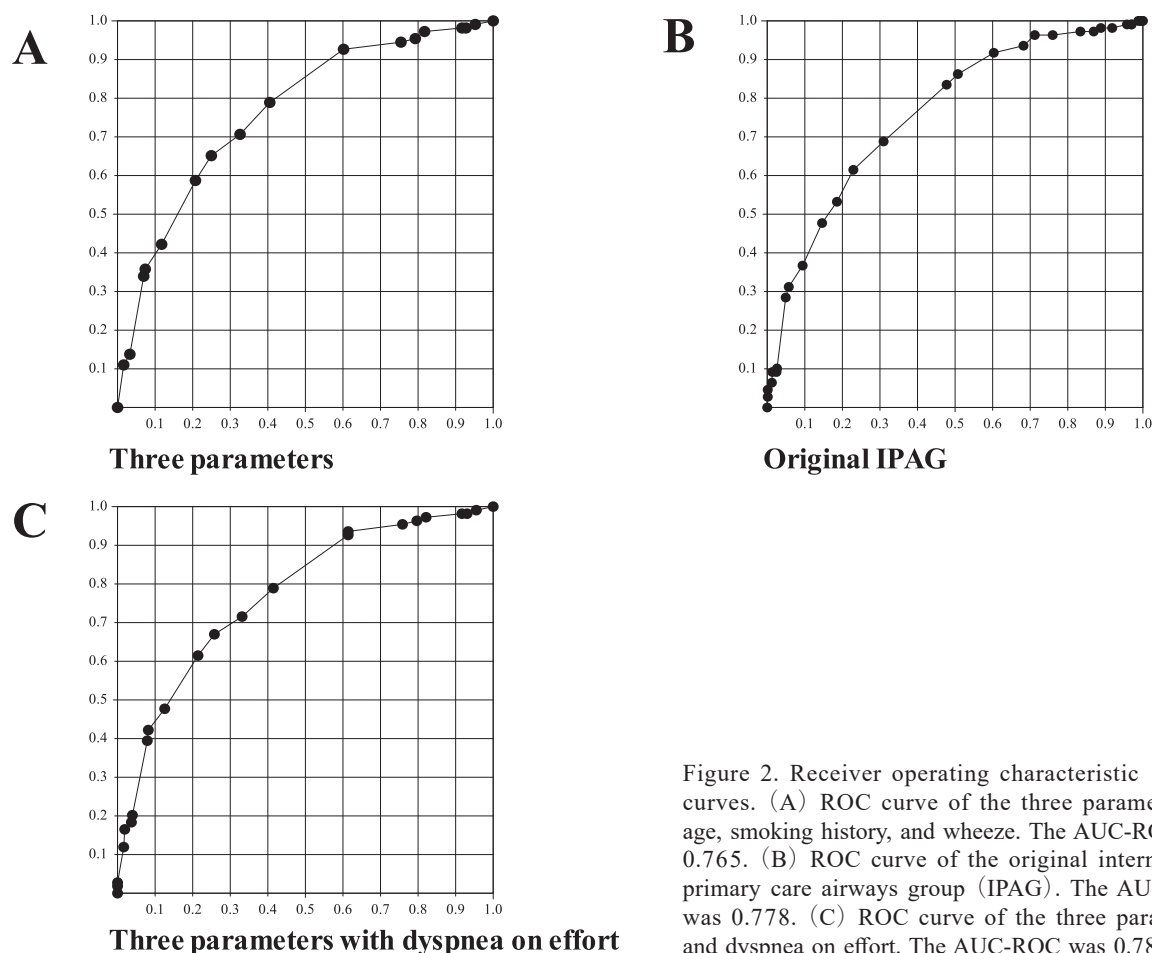 A
1.0
0.9
0.8
0.7
0.6
0.5
0.4
0.3
0.2
0.1
0.1 0.2 0.3 0.4 0.5 0.6 0.7 0.8 0.9 1.0
Three parameters
B
1.0
0.9
0.8
0.7
0.6
0.5
0.4
0.3
0.2
0.1
0.1 0.2 0.3 0.4 0.5 0.6 0.7 0.8 0.9 1.0
Original IPAG
C
1.0
0.9
0.8
0.7
0.6
0.5
0.4
0.3
0.2
0.1
0.1 0.2 0.3 0.4 0.5 0.6 0.7 0.8 0.9 1.0
Three parameters with dyspnea on effort
Figure 2. Receiver operating characteristic
curves. (A) ROC curve of the three
age, smoking history, and wheeze. The
0.765. (B) ROC curve of the original
primary care airways group (IPAG). The
was 0.778. (C) ROC curve of the three
and dyspnea on effort. The AUC-ROC was